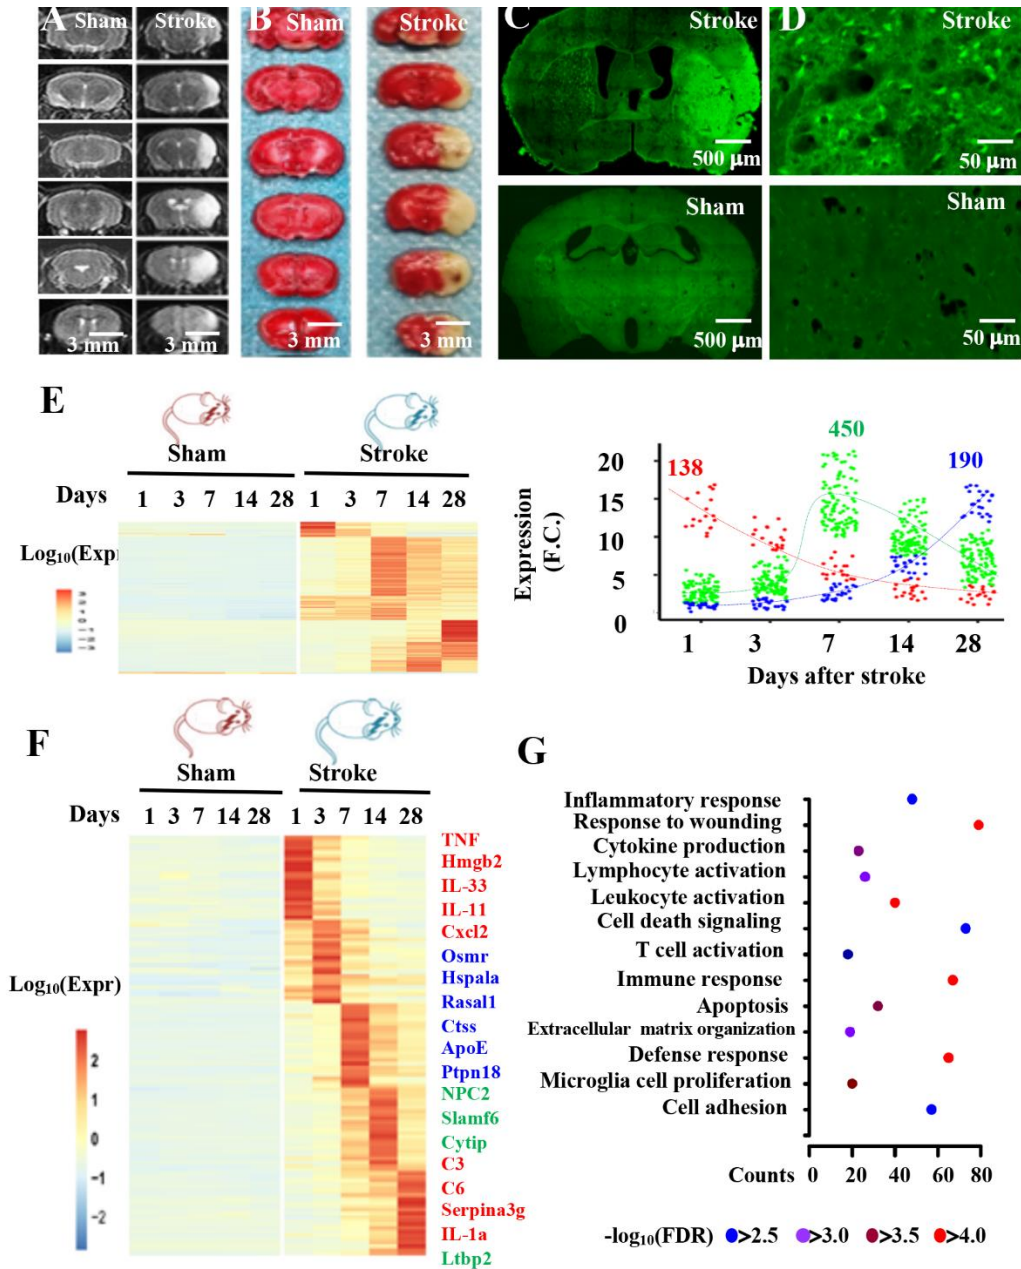 A Sham Stroke B Sham Stroke C Stroke D Stroke
500 µm 50 µm
Sham Sham
3 mm 3 mm 3 mm 3 mm 500 µm 50 µm
E
Sham Stroke
Days 1 3 7 14 28 1 3 7 14 28
Log₁₀(Expr
138 450 190
Expression
(F.C.)
20
15
10
5
0
1 3 7 14 28
Days after stroke
F
Sham Stroke
Days 1 3 7 14 28 1 3 7 14 28
Log₁₀(Expr)
2
1
0
−1
−2
TNF
Hmgb2
IL-33
IL-11
Cxcl2
Osmr
Hspala
Rasal1
Ctss
ApoE
Ptpn18
NPC2
Slamf6
Cytip
C3
C6
Serpina3g
IL-1a
Ltbp2
G
Inflammatory response
Response to wounding
Cytokine production
Lymphocyte activation
Leukocyte activation
Cell death signaling
T cell activation
Immune response
Apoptosis
Extracellular matrix organization
Defense response
Microglia cell proliferation
Cell adhesion
Counts 0 20 40 60 80
-log₁₀(FDR) >2.5 >3.0 >3.5 >4.0